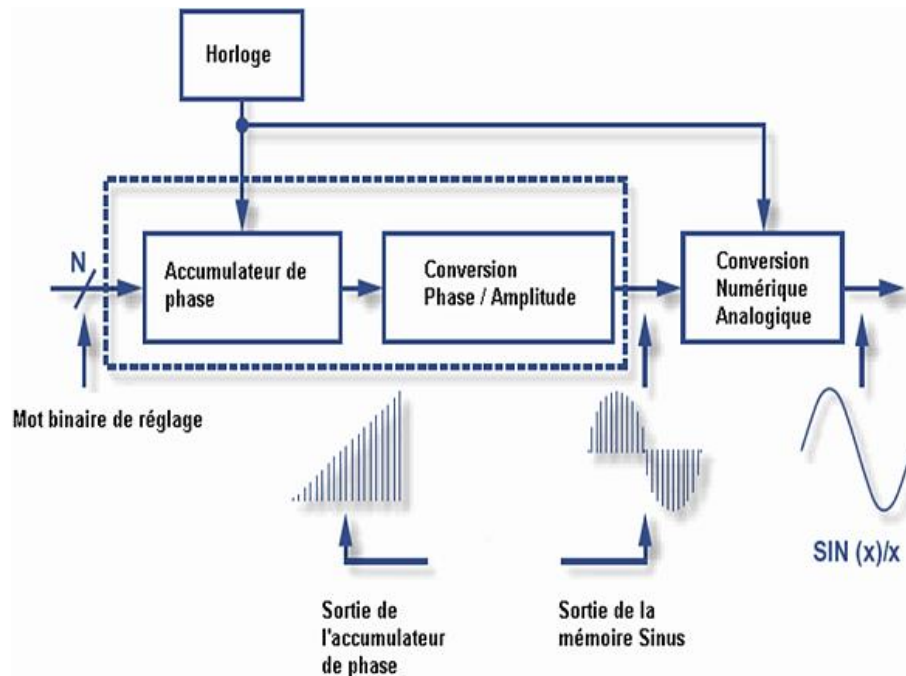 Horloge
N
Accumulateur de
phase
Conversion
Phase / Amplitude
Conversion
Numérique
Analogique
Mot binaire de réglage
SIN (x)/x
Sortie de
l'accumulateur
de phase
Sortie de la
mémoire Sinus